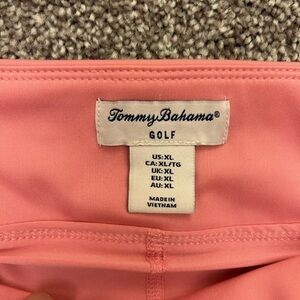 Tommy Bahama®
GOLF
US: XL
CA: XL/TG
UK: XL
EU: XL
AU: XL
MADE IN
VIETNAM